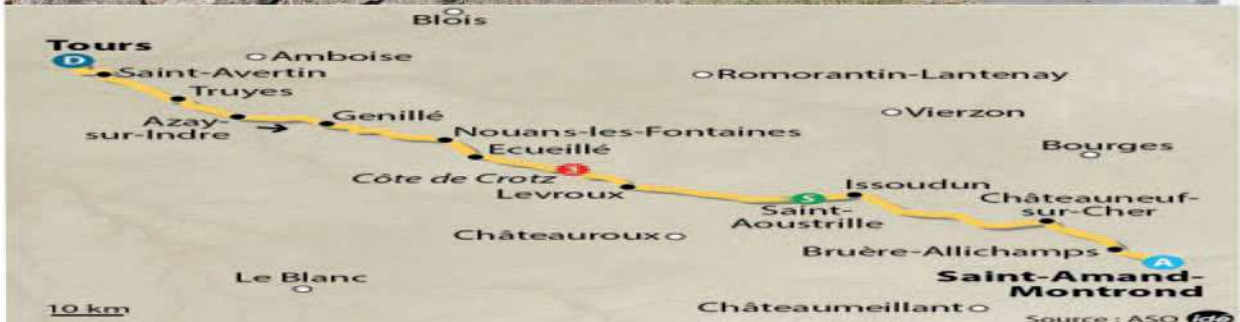 Blois
Tours
D
Amboise
Saint-Avertin
Romorantin-Lantenay
Truyes
Vierzon
Azay-
sur-Indre
Genillé
Nouans-les-Fontaines
Bourges
Ecueillé
Côte de Crotz
Levroux
S
Issoudun
Saint-
Aoustrille
Châteauneuf-
sur-Cher
Châteauroux
Bruère-Allichamps
A
Le Blanc
Saint-Amand-
Montrond
10 km
Châteaumeillant
Source : ASO idé